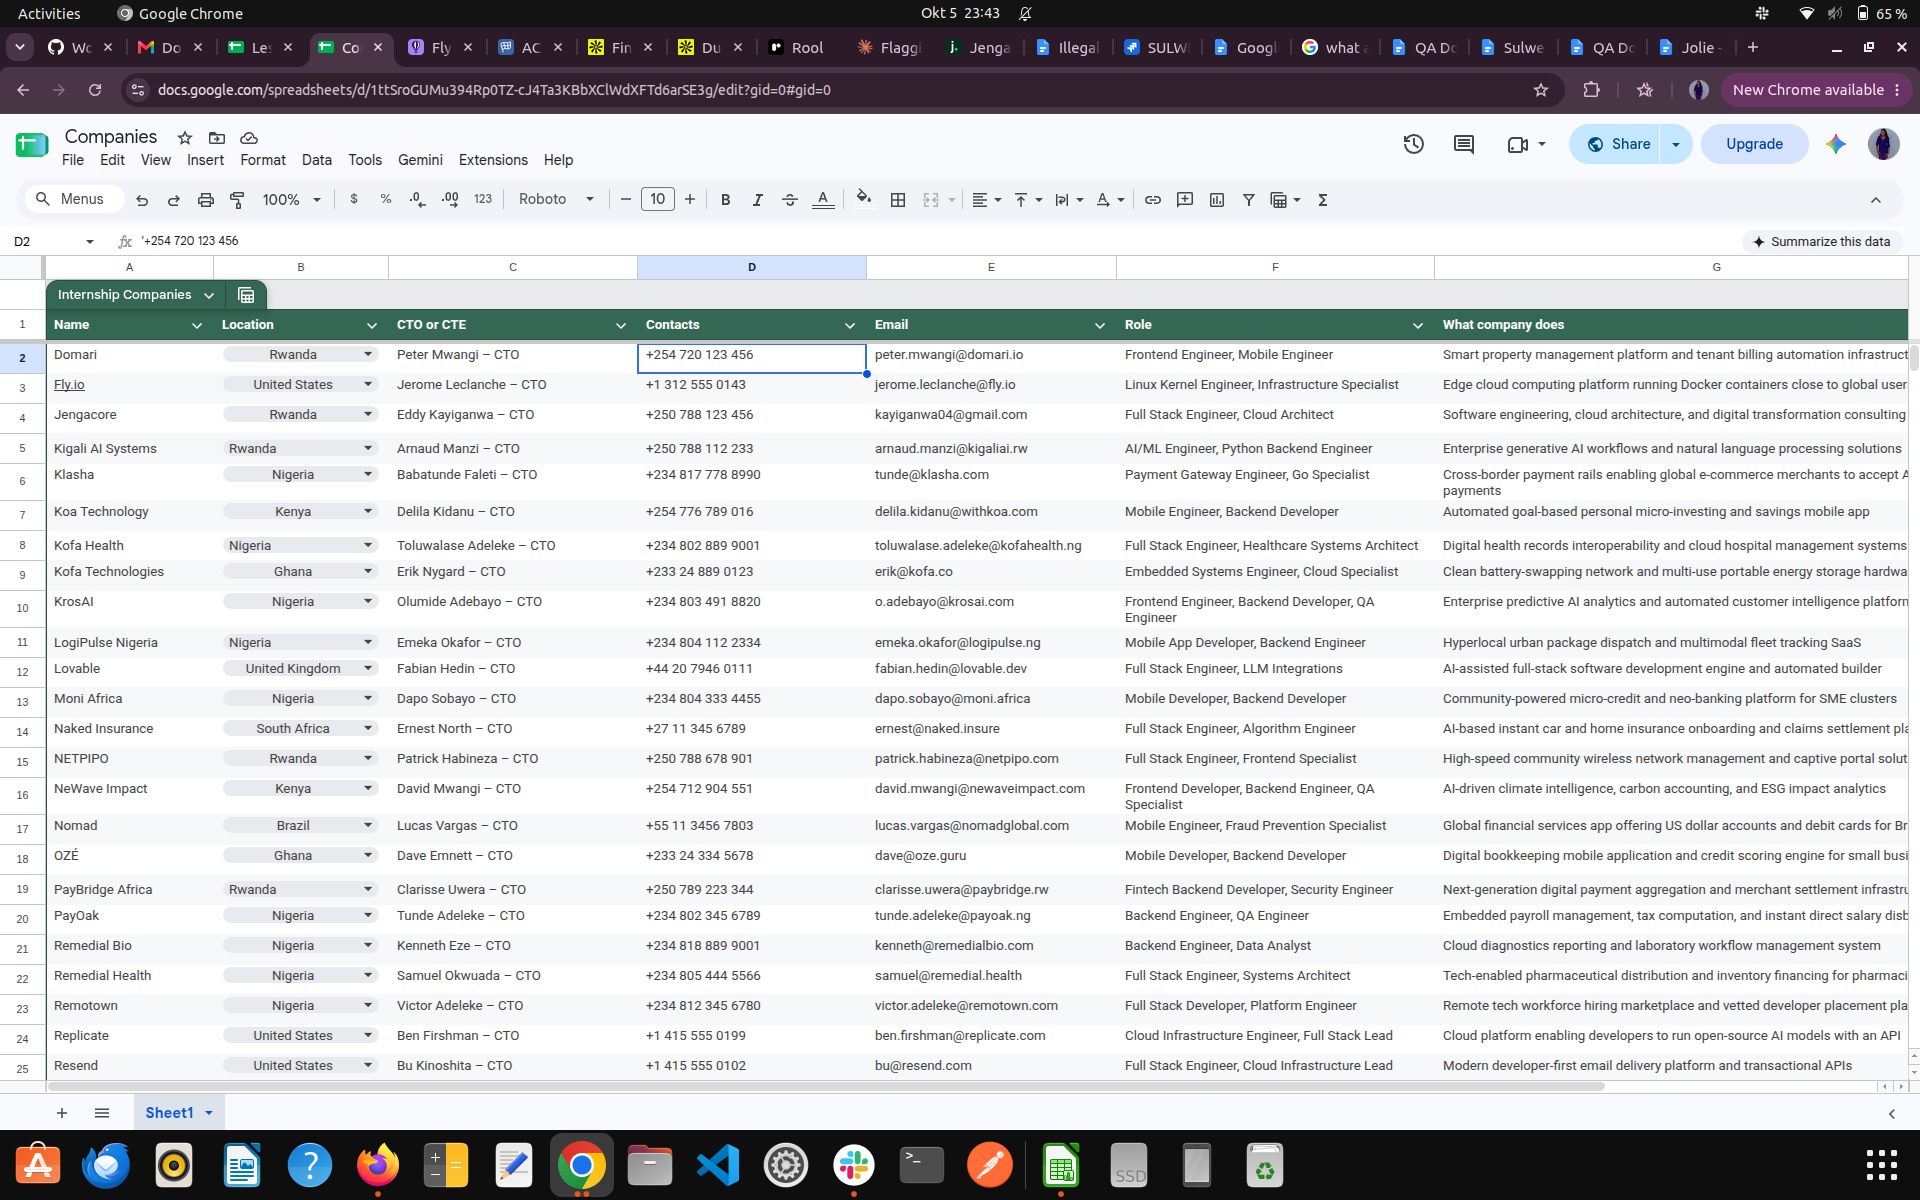 Activities Google Chrome Okt 5 23:43 65 %
Wo Do Les Co Fly AC Fin Du Rool Flaggi Jenga Illegal SULW Googl what a QA Do Sulwe QA Do Jolie -
docs.google.com/spreadsheets/d/1ttSroGUMu394Rp0TZ-cJ4Ta3KBbXClWdXFTd6arSE3g/edit?gid=0#gid=0 New Chrome available
Companies
File Edit View Insert Format Data Tools Gemini Extensions Help
Share Upgrade
Menus 100% $ % .0 .00 123 Roboto 10 B I A
D2 fx '+254 720 123 456 Summarize this data
A B C D E F G
Internship Companies
1 Name Location CTO or CTE Contacts Email Role What company does
2 Domari Rwanda Peter Mwangi – CTO +254 720 123 456 peter.mwangi@domari.io Frontend Engineer, Mobile Engineer Smart property management platform and tenant billing automation infrastruct
3 Fly.io United States Jerome Leclanche – CTO +1 312 555 0143 jerome.leclanche@fly.io Linux Kernel Engineer, Infrastructure Specialist Edge cloud computing platform running Docker containers close to global user
4 Jengacore Rwanda Eddy Kayiganwa – CTO +250 788 123 456 kayiganwa04@gmail.com Full Stack Engineer, Cloud Architect Software engineering, cloud architecture, and digital transformation consulting
5 Kigali AI Systems Rwanda Arnaud Manzi – CTO +250 788 112 233 arnaud.manzi@kigaliai.rw AI/ML Engineer, Python Backend Engineer Enterprise generative AI workflows and natural language processing solutions
6 Klasha Nigeria Babatunde Faleti – CTO +234 817 778 8990 tunde@klasha.com Payment Gateway Engineer, Go Specialist Cross-border payment rails enabling global e-commerce merchants to accept A
payments
7 Koa Technology Kenya Delila Kidanu – CTO +254 776 789 016 delila.kidanu@withkoa.com Mobile Engineer, Backend Developer Automated goal-based personal micro-investing and savings mobile app
8 Kofa Health Nigeria Toluwalase Adeleke – CTO +234 802 889 9001 toluwalase.adeleke@kofahealth.ng Full Stack Engineer, Healthcare Systems Architect Digital health records interoperability and cloud hospital management systems
9 Kofa Technologies Ghana Erik Nygard – CTO +233 24 889 0123 erik@kofa.co Embedded Systems Engineer, Cloud Specialist Clean battery-swapping network and multi-use portable energy storage hardwa
10 KrosAI Nigeria Olumide Adebayo – CTO +234 803 491 8820 o.adebayo@krosai.com Frontend Engineer, Backend Developer, QA Enterprise predictive AI analytics and automated customer intelligence platforn
Engineer
11 LogiPulse Nigeria Nigeria Emeka Okafor – CTO +234 804 112 2334 emeka.okafor@logipulse.ng Mobile App Developer, Backend Engineer Hyperlocal urban package dispatch and multimodal fleet tracking SaaS
12 Lovable United Kingdom Fabian Hedin – CTO +44 20 7946 0111 fabian.hedin@lovable.dev Full Stack Engineer, LLM Integrations AI-assisted full-stack software development engine and automated builder
13 Moni Africa Nigeria Dapo Sobayo – CTO +234 804 333 4455 dapo.sobayo@moni.africa Mobile Developer, Backend Developer Community-powered micro-credit and neo-banking platform for SME clusters
14 Naked Insurance South Africa Ernest North – CTO +27 11 345 6789 ernest@naked.insure Full Stack Engineer, Algorithm Engineer AI-based instant car and home insurance onboarding and claims settlement pla
15 NETPIPO Rwanda Patrick Habineza – CTO +250 788 678 901 patrick.habineza@netpipo.com Full Stack Engineer, Frontend Specialist High-speed community wireless network management and captive portal solut
16 NeWave Impact Kenya David Mwangi – CTO +254 712 904 551 david.mwangi@newaveimpact.com Frontend Developer, Backend Engineer, QA AI-driven climate intelligence, carbon accounting, and ESG impact analytics
Specialist
17 Nomad Brazil Lucas Vargas – CTO +55 11 3456 7803 lucas.vargas@nomadglobal.com Mobile Engineer, Fraud Prevention Specialist Global financial services app offering US dollar accounts and debit cards for Br
18 OZÉ Ghana Dave Emnett – CTO +233 24 334 5678 dave@oze.guru Mobile Developer, Backend Developer Digital bookkeeping mobile application and credit scoring engine for small busi
19 PayBridge Africa Rwanda Clarisse Uwera – CTO +250 789 223 344 clarisse.uwera@paybridge.rw Fintech Backend Developer, Security Engineer Next-generation digital payment aggregation and merchant settlement infrastru
20 PayOak Nigeria Tunde Adeleke – CTO +234 802 345 6789 tunde.adeleke@payoak.ng Backend Engineer, QA Engineer Embedded payroll management, tax computation, and instant direct salary disb
21 Remedial Bio Nigeria Kenneth Eze – CTO +234 818 889 9001 kenneth@remedialbio.com Backend Engineer, Data Analyst Cloud diagnostics reporting and laboratory workflow management system
22 Remedial Health Nigeria Samuel Okwuada – CTO +234 805 444 5566 samuel@remedial.health Full Stack Engineer, Systems Architect Tech-enabled pharmaceutical distribution and inventory financing for pharmaci
23 Remotown Nigeria Victor Adeleke – CTO +234 812 345 6780 victor.adeleke@remotown.com Full Stack Developer, Platform Engineer Remote tech workforce hiring marketplace and vetted developer placement pla
24 Replicate United States Ben Firshman – CTO +1 415 555 0199 ben.firshman@replicate.com Cloud Infrastructure Engineer, Full Stack Lead Cloud platform enabling developers to run open-source AI models with an API
25 Resend United States Bu Kinoshita – CTO +1 415 555 0102 bu@resend.com Full Stack Engineer, Cloud Infrastructure Lead Modern developer-first email delivery platform and transactional APIs
Sheet1
SSD